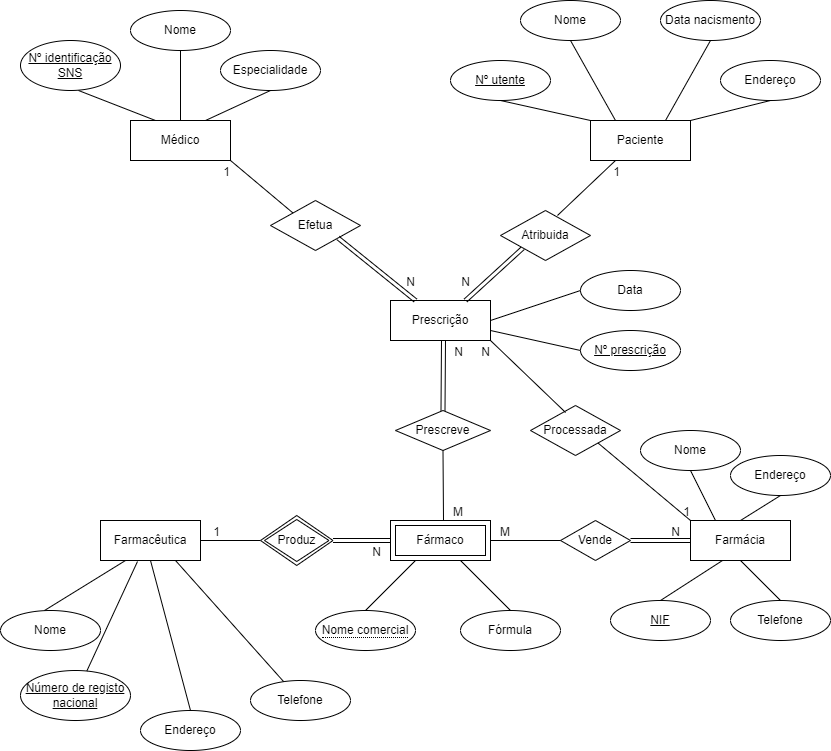 Nome
Nº identificação
SNS
Especialidade
Médico
1
Nome
Data nacismento
Nº utente
Endereço
Paciente
1
Efetua
Atribuida
N
N
Prescrição
Data
Nº prescrição
N
N
Prescreve
Processada
Nome
Endereço
M
1
Farmacêutica
1
Produz
N
Fármaco
M
Vende
N
Farmácia
Nome
Número de registo
nacional
Endereço
Telefone
Nome comercial
Fórmula
NIF
Telefone